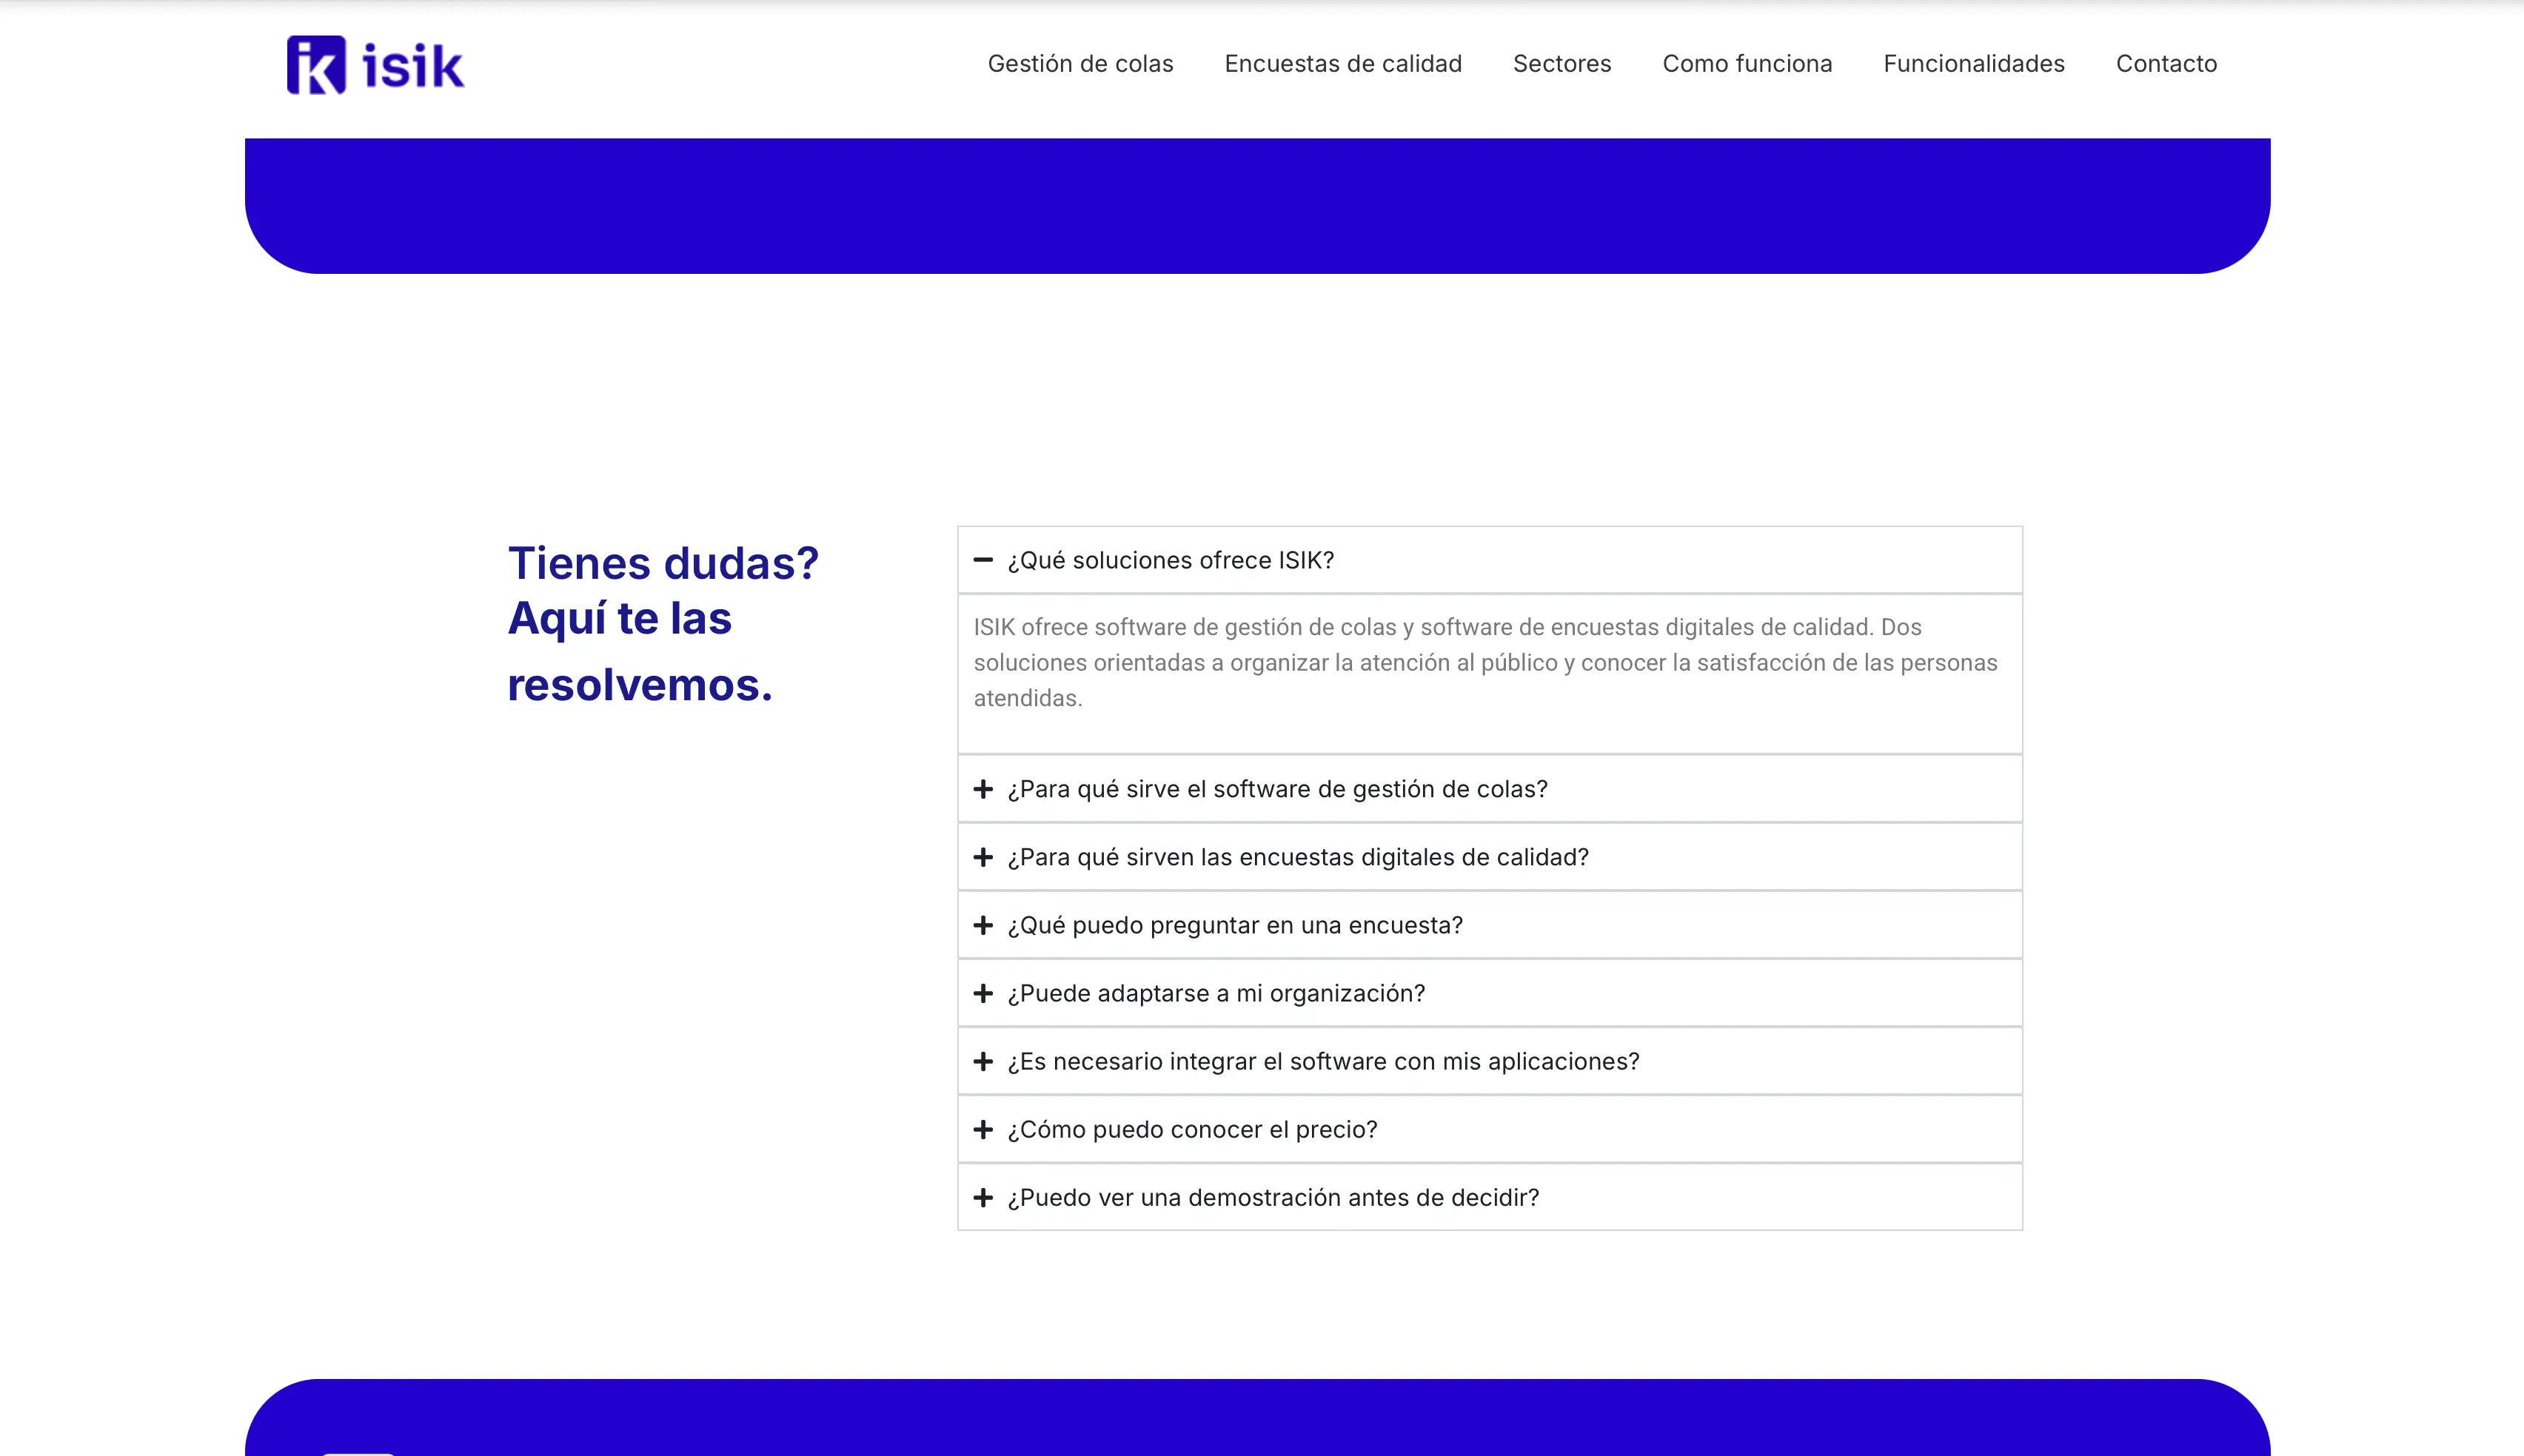 ik isik
Gestión de colas Encuestas de calidad Sectores Como funciona Funcionalidades Contacto
Tienes dudas?
Aquí te las
resolvemos.
¿Qué soluciones ofrece ISIK?
ISIK ofrece software de gestión de colas y software de encuestas digitales de calidad. Dos
soluciones orientadas a organizar la atención al público y conocer la satisfacción de las personas
atendidas.
¿Para qué sirve el software de gestión de colas?
¿Para qué sirven las encuestas digitales de calidad?
¿Qué puedo preguntar en una encuesta?
¿Puede adaptarse a mi organización?
¿Es necesario integrar el software con mis aplicaciones?
¿Cómo puedo conocer el precio?
¿Puedo ver una demostración antes de decidir?